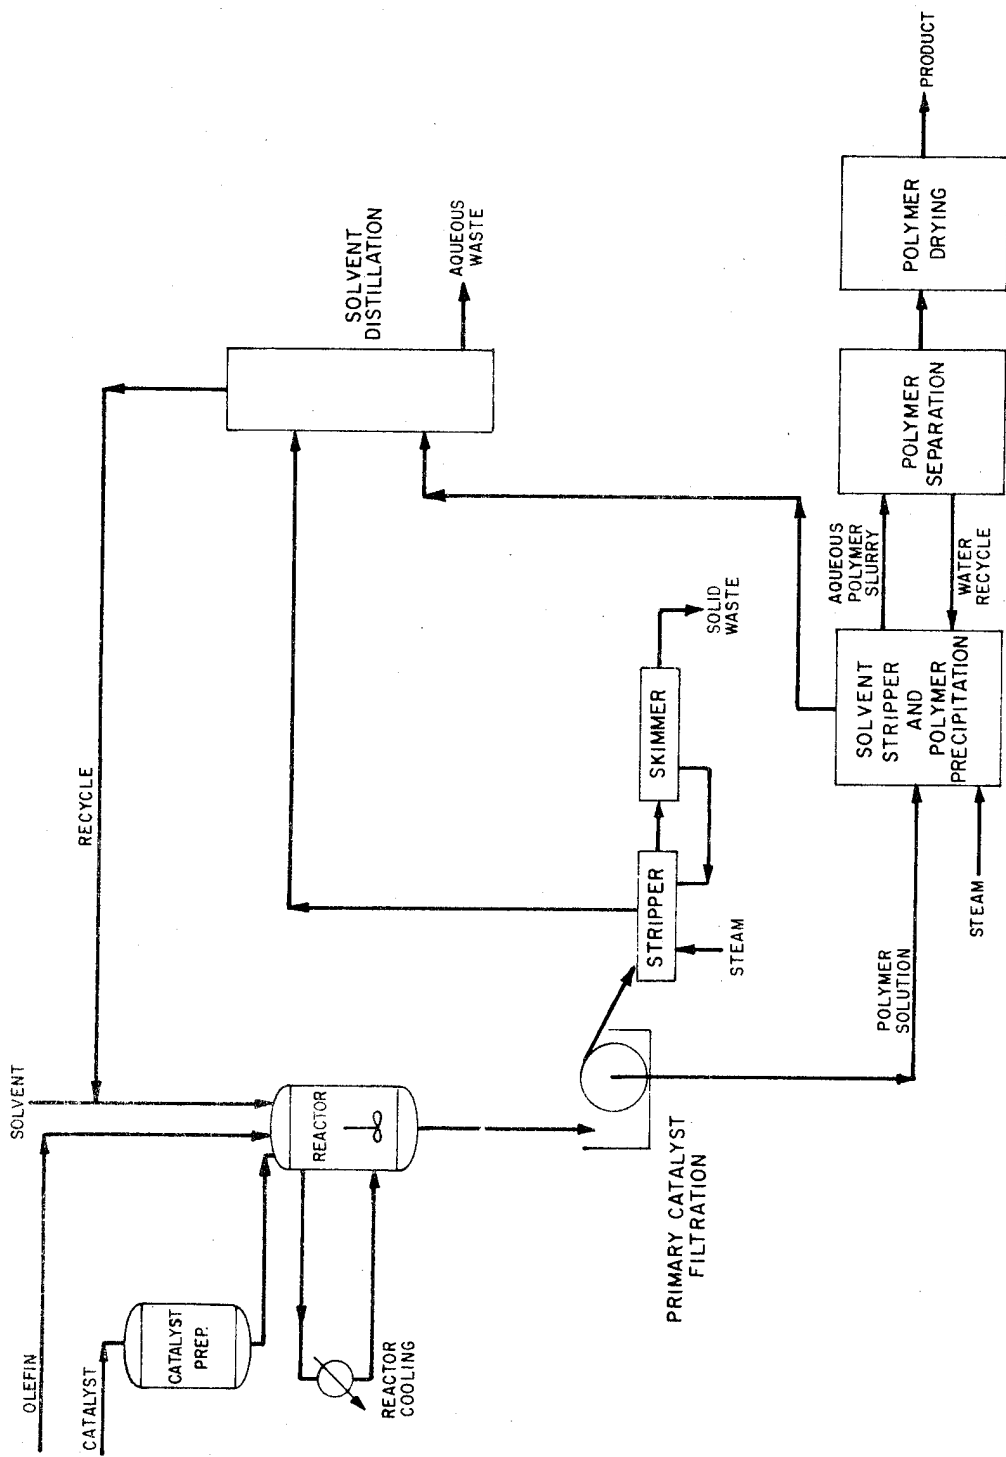 OLEFIN
CATALYST
CATALYST
PREP.
SOLVENT
RECYCLE
REACTOR
REACTOR
COOLING
PRIMARY CATALYST
FILTRATION
STRIPPER
STEAM
SKIMMER
SOLID
WASTE
SOLVENT
DISTILLATION
AQUEOUS
WASTE
POLYMER
SOLUTION
STEAM
SOLVENT
STRIPPER
AND
POLYMER
PRECIPITATION
AQUEOUS
POLYMER
SLURRY
WATER
RECYCLE
POLYMER
SEPARATION
POLYMER
DRYING
PRODUCT